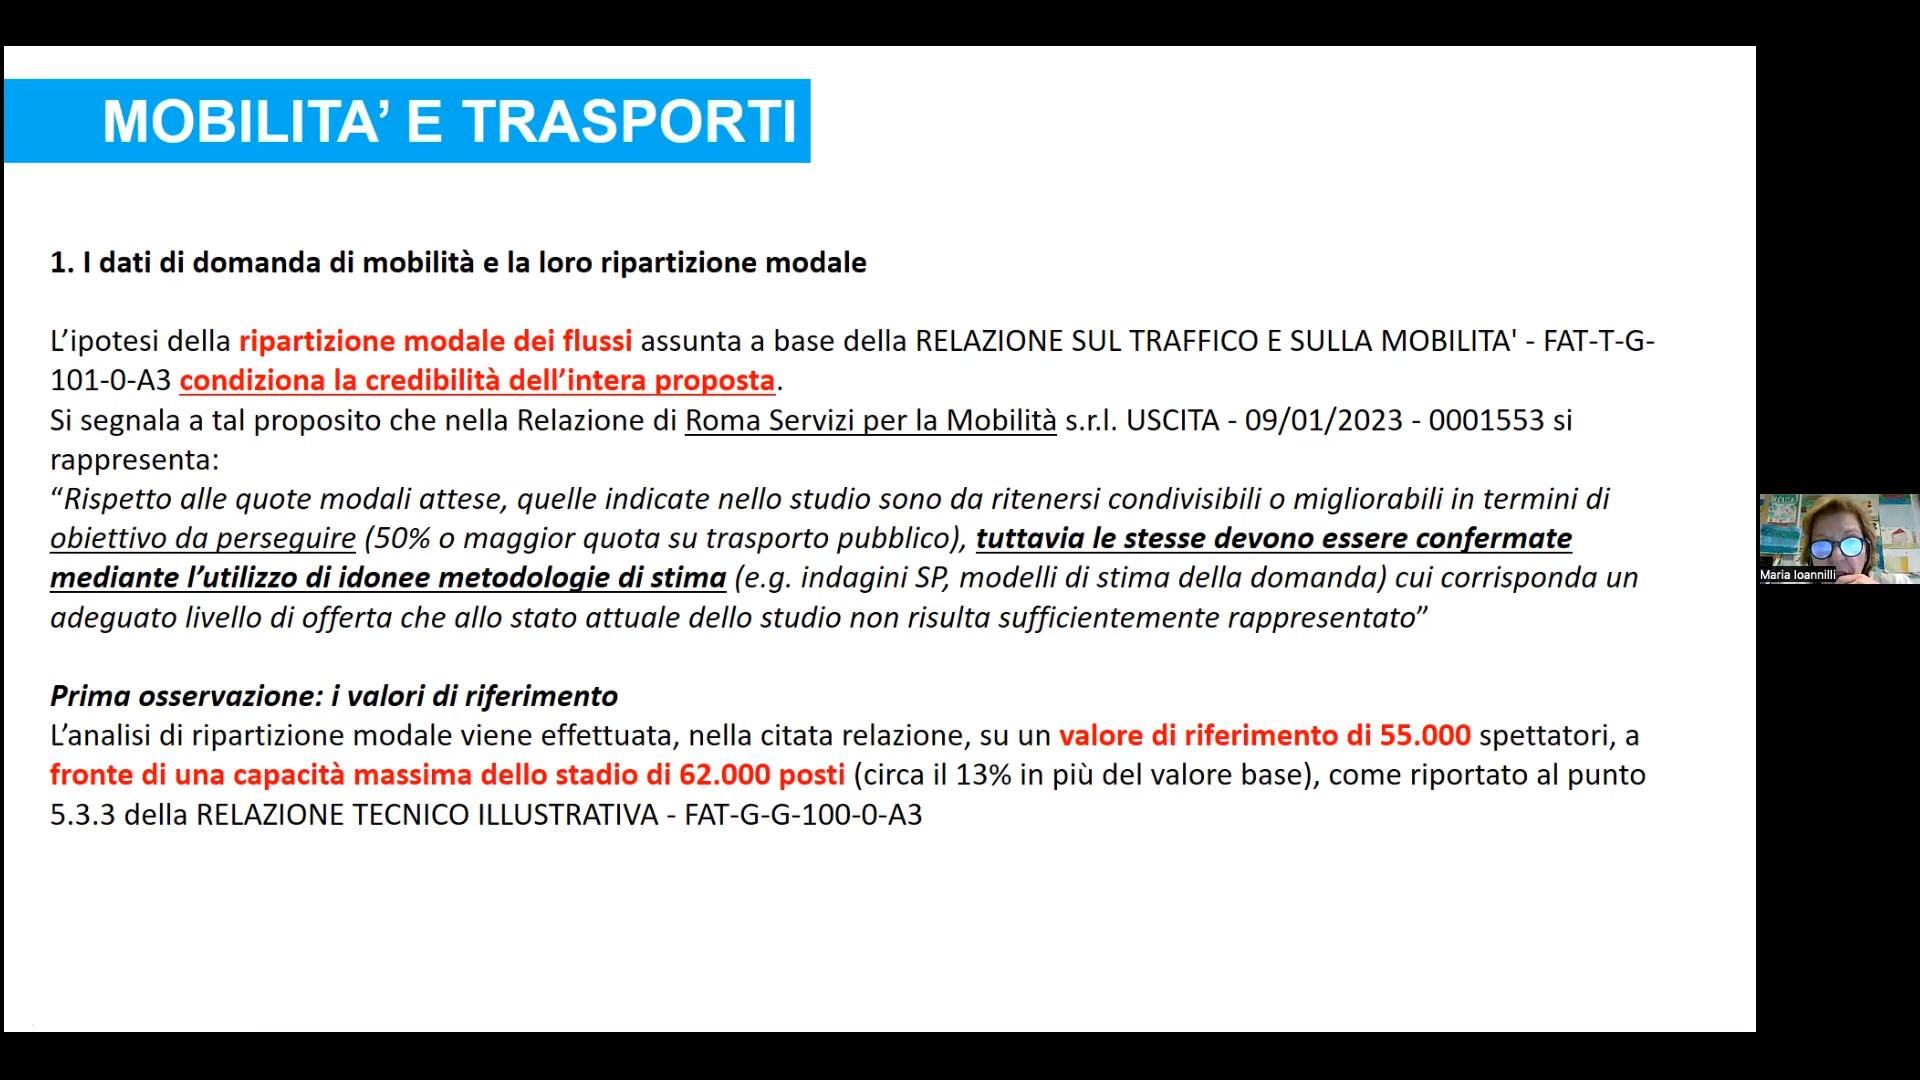 MOBILITA’ E TRASPORTI
1. I dati di domanda di mobilità e la loro ripartizione modale
L’ipotesi della ripartizione modale dei flussi assunta a base della RELAZIONE SUL TRAFFICO E SULLA MOBILITA' - FAT-T-G-
101-0-A3 condiziona la credibilità dell’intera proposta.
Si segnala a tal proposito che nella Relazione di Roma Servizi per la Mobilità s.r.l. USCITA - 09/01/2023 - 0001553 si
rappresenta:
“Rispetto alle quote modali attese, quelle indicate nello studio sono da ritenersi condivisibili o migliorabili in termini di
obiettivo da perseguire (50% o maggior quota su trasporto pubblico), tuttavia le stesse devono essere confermate
mediante l’utilizzo di idonee metodologie di stima (e.g. indagini SP, modelli di stima della domanda) cui corrisponda un
adeguato livello di offerta che allo stato attuale dello studio non risulta sufficientemente rappresentato”
Prima osservazione: i valori di riferimento
L’analisi di ripartizione modale viene effettuata, nella citata relazione, su un valore di riferimento di 55.000 spettatori, a
fronte di una capacità massima dello stadio di 62.000 posti (circa il 13% in più del valore base), come riportato al punto
5.3.3 della RELAZIONE TECNICO ILLUSTRATIVA - FAT-G-G-100-0-A3
Maria Ioannilli